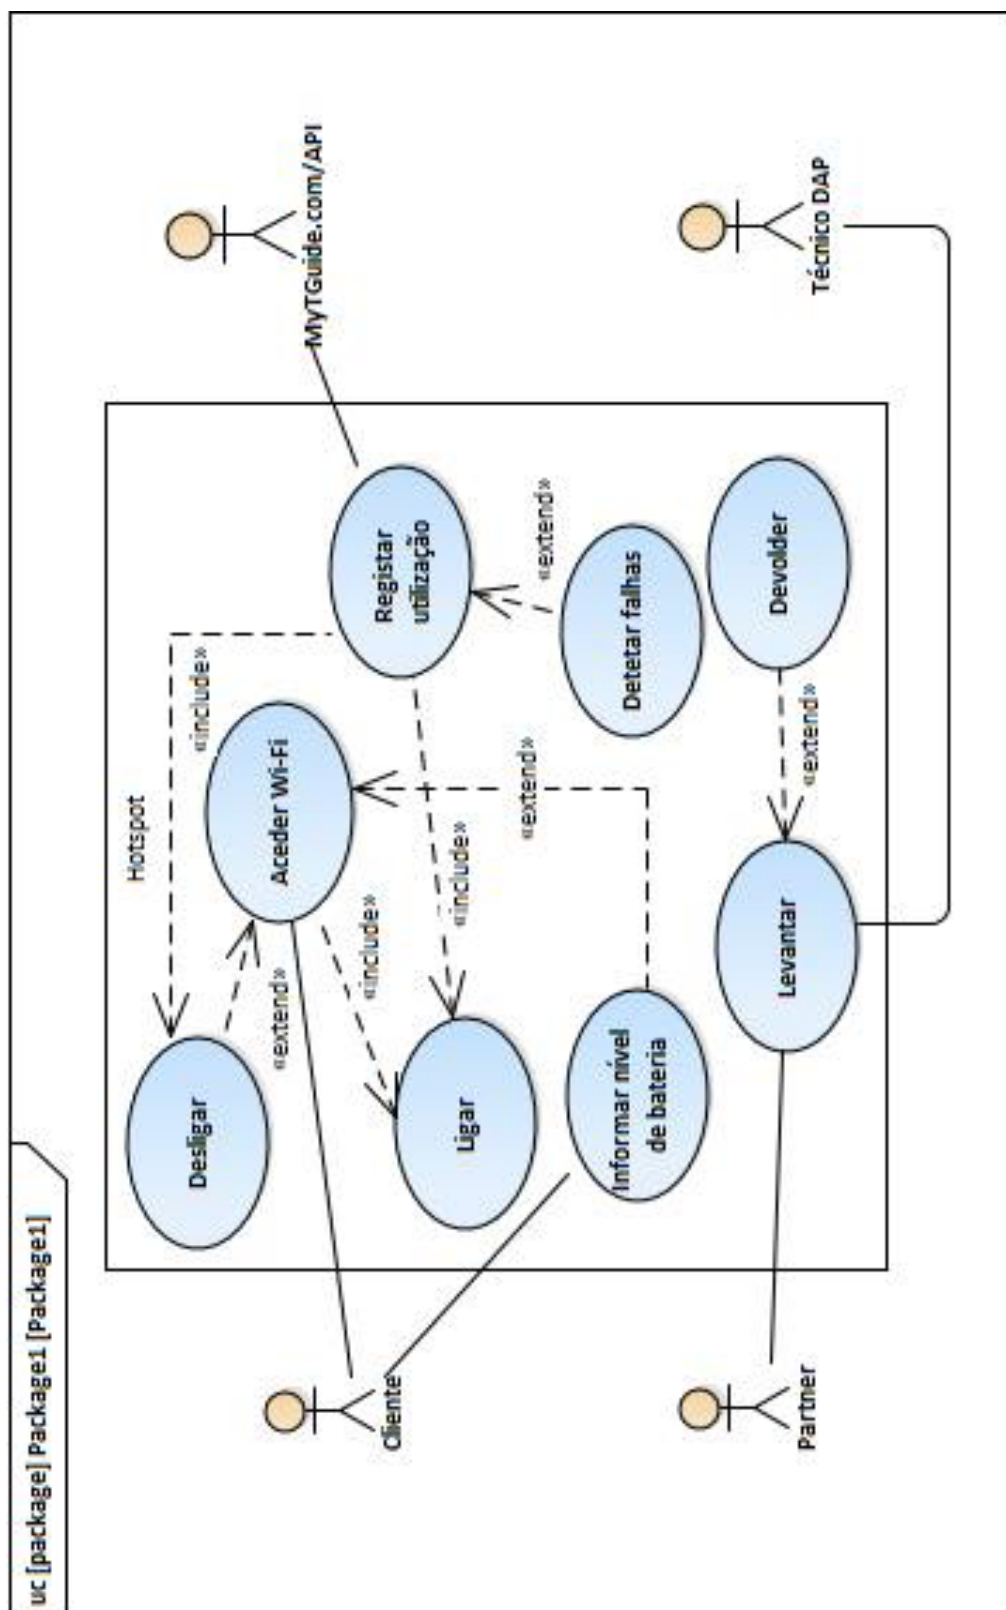 uc [package] Package1 [Package1]
Hotspot
Desligar
«extend»
«include»
Aceder Wi-Fi
MyTGuide.com/API
Registar
utilização
Cliente
«include»
«include»
Ligar
«extend»
«extend»
Informar nível
de bateria
Detetar falhas
Partner
Levantar
«extend»
Devolder
Técnico DAP